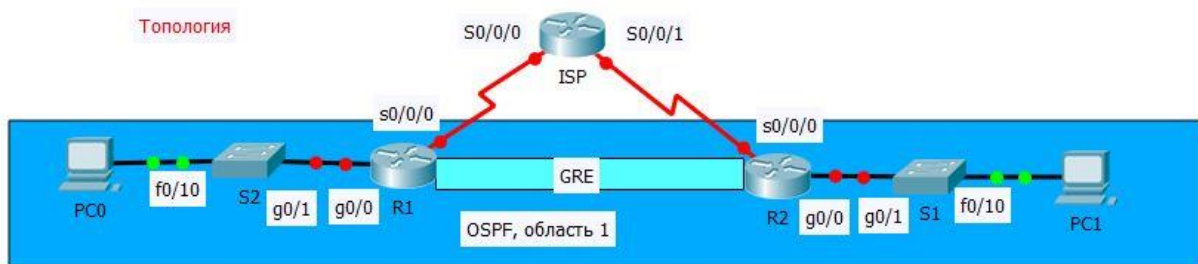 Топология
S0/0/0
S0/0/1
ISP
s0/0/0
s0/0/0
PC0
f0/10
S2
g0/1
g0/0
R1
GRE
OSPF, область 1
R2
g0/0
g0/1
S1
f0/10
PC1